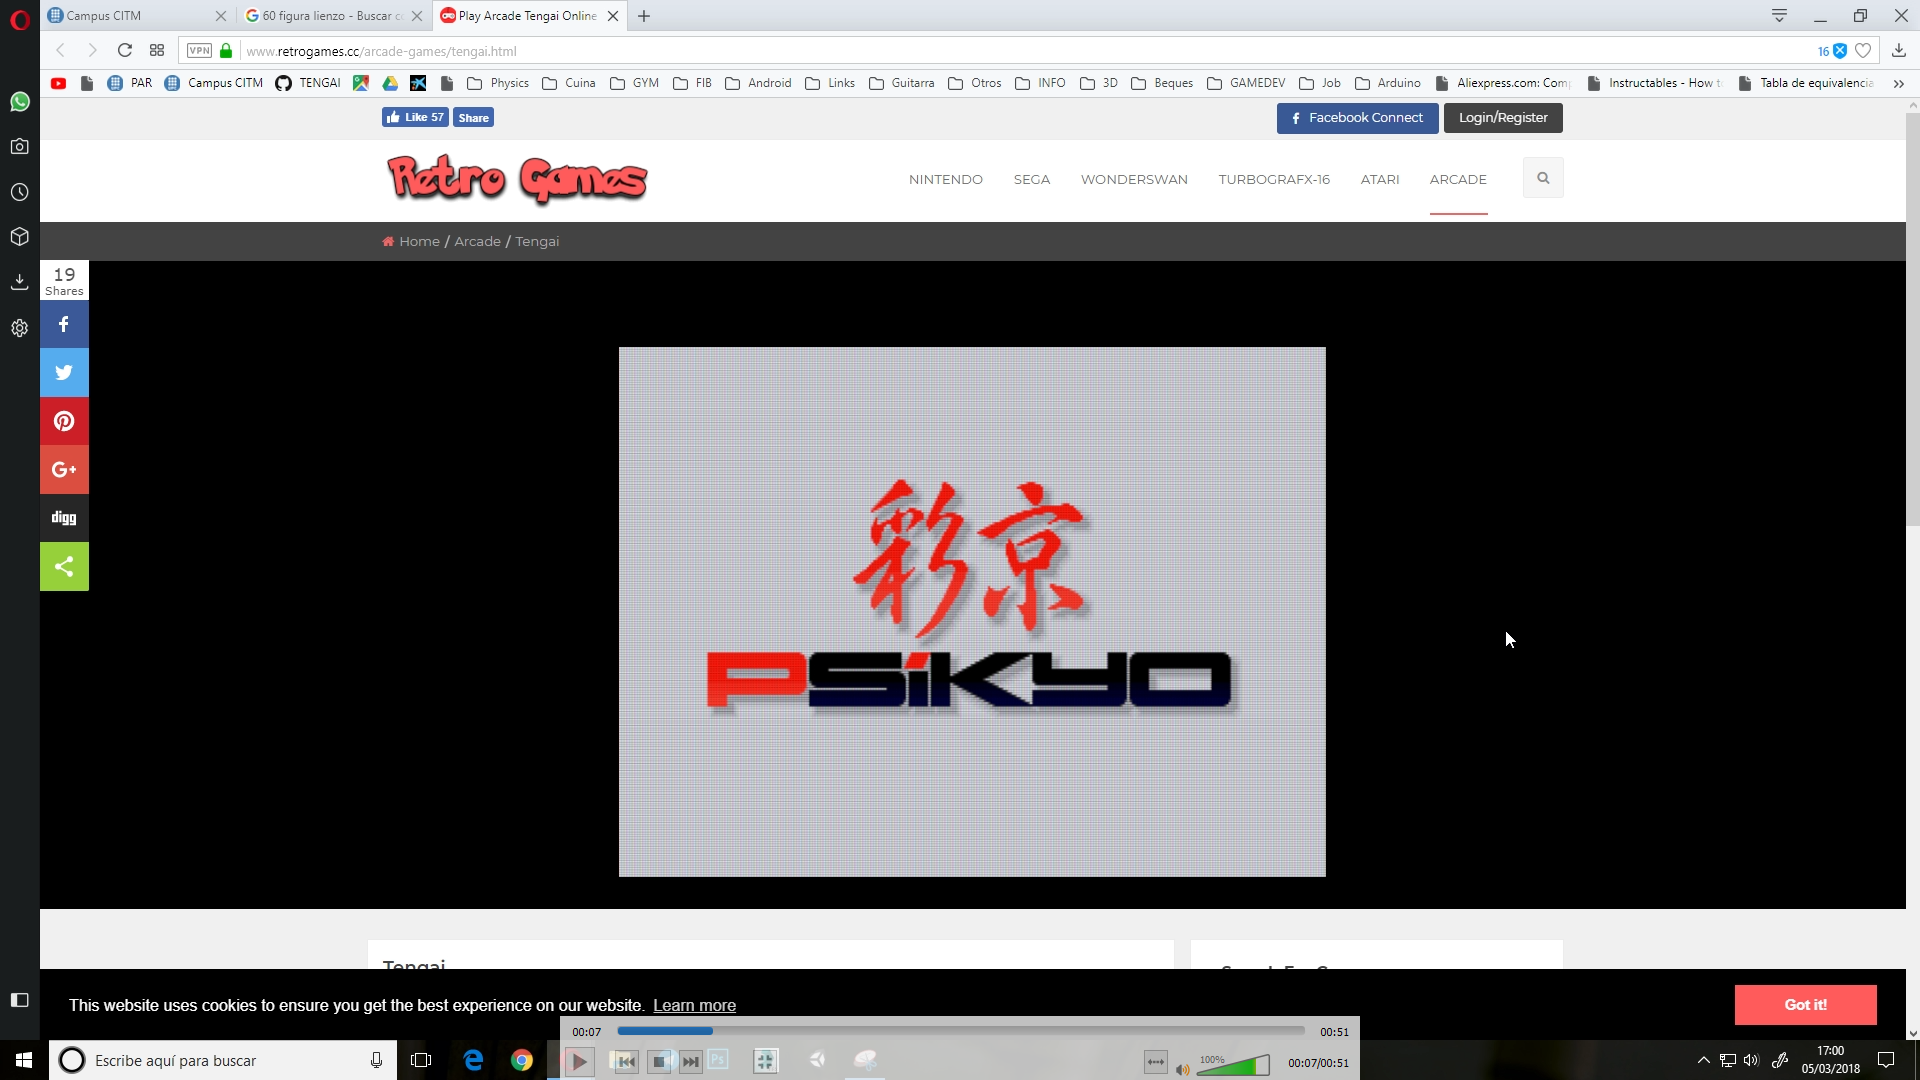 Campus CITM
60 figura lienzo - Buscar c
Play Arcade Tengai Online
VPN
www.retrogames.cc/arcade-games/tengai.html
16
PAR
Campus CITM
TENGAI
Physics
Cuina
GYM
FIB
Android
Links
Guitarra
Otros
INFO
3D
Beques
GAMEDEV
Job
Arduino
Aliexpress.com: Com
Instructables - How t
Tabla de equivalencia
Like 57
Share
Facebook Connect
Login/Register
Retro Games
NINTENDO
SEGA
WONDERSWAN
TURBOGRAFX-16
ATARI
ARCADE
Home / Arcade / Tengai
19
Shares
G+
digg
彩京
PSiKYO
Tengai
This website uses cookies to ensure you get the best experience on our website. Learn more
Got it!
00:07
00:51
Escribe aquí para buscar
Ps
100%
00:07/00:51
17:00
05/03/2018